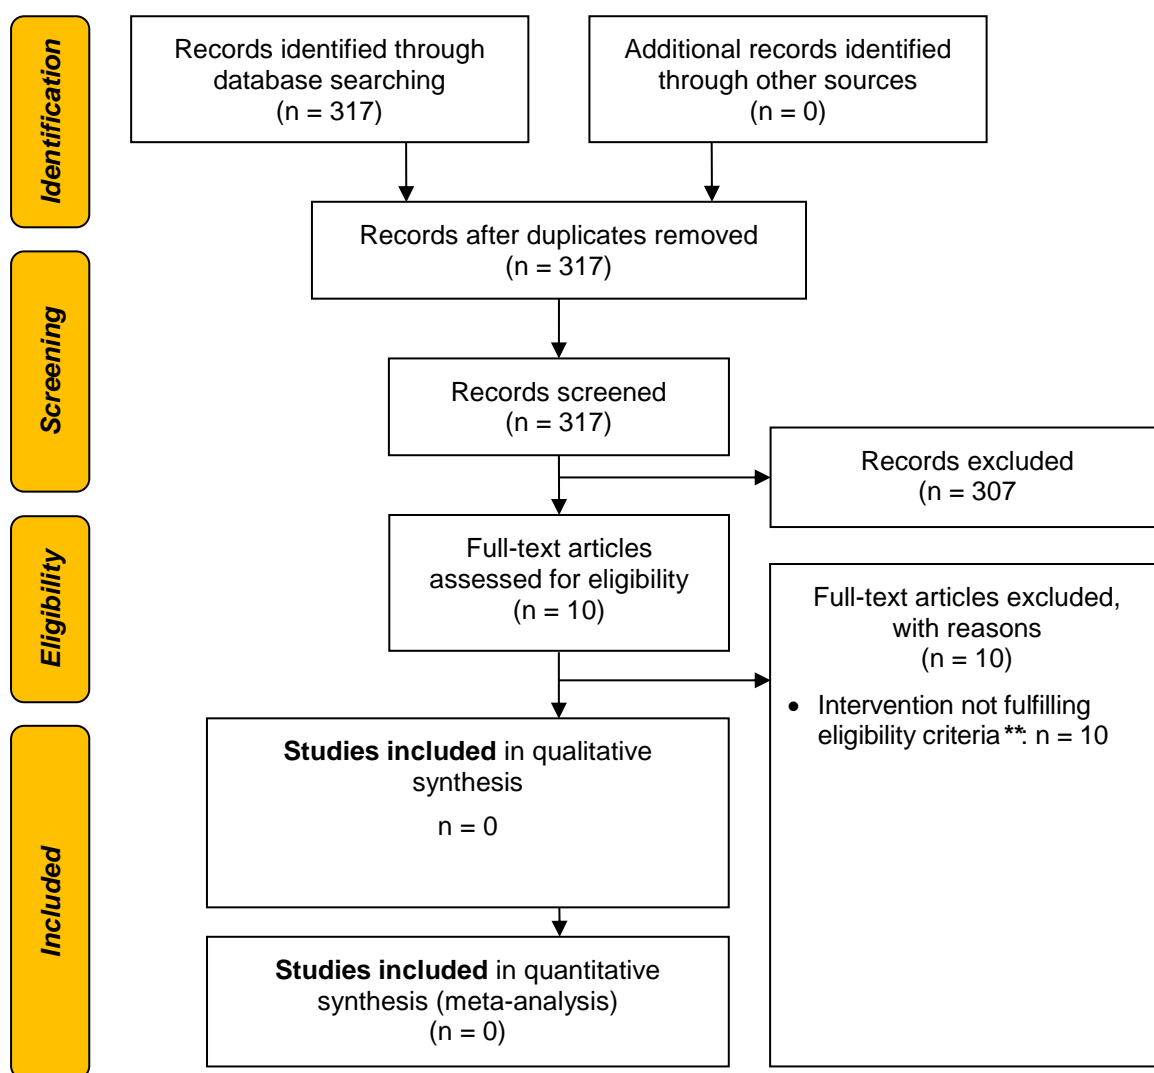 Identification
Records identified through
database searching
(n = 317)
Additional records identified
through other sources
(n = 0)
Records after duplicates removed
(n = 317)
Screening
Records screened
(n = 317)
Records excluded
(n = 307
Eligibility
Full-text articles
assessed for eligibility
(n = 10)
Full-text articles excluded,
with reasons
(n = 10)
• Intervention not fulfilling
eligibility criteria**: n = 10
Included
Studies included in qualitative
synthesis
n = 0
Studies included in quantitative
synthesis (meta-analysis)
(n = 0)